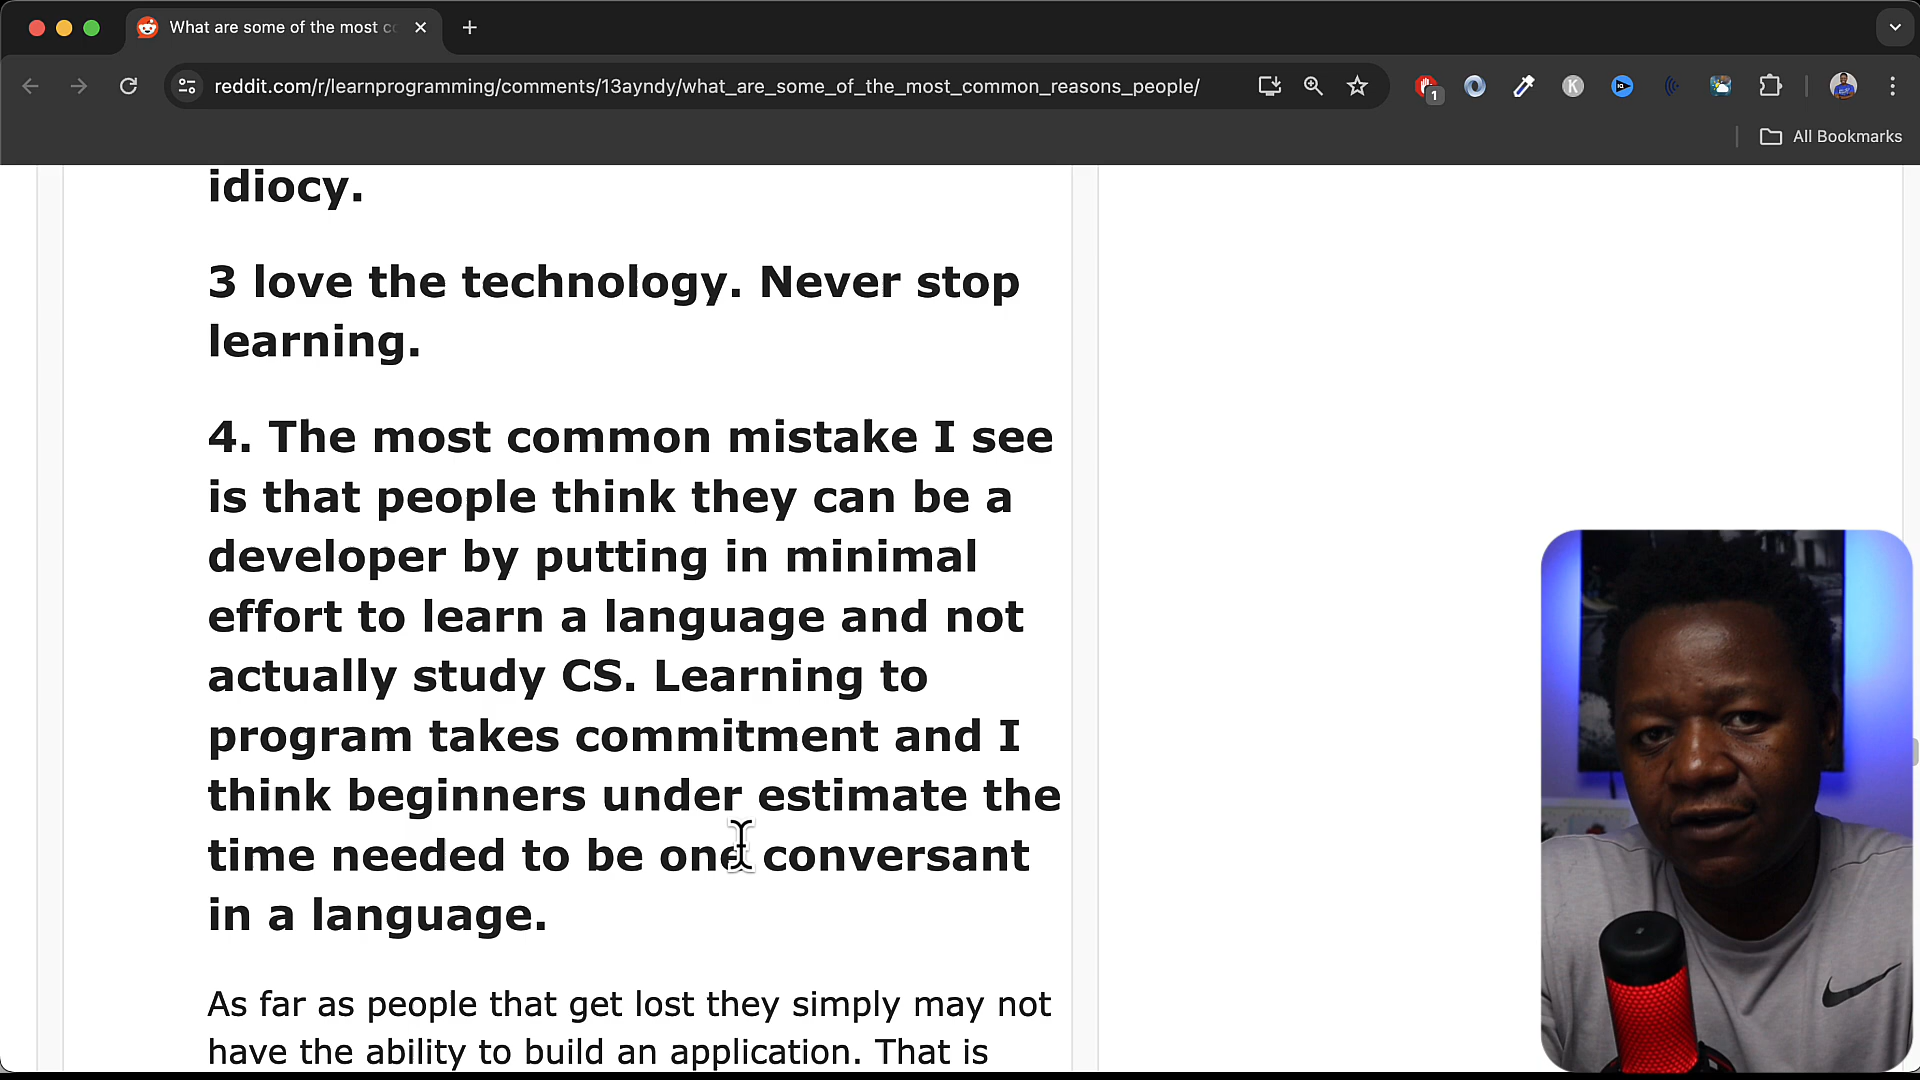 What are some of the most c
reddit.com/r/learnprogramming/comments/13ayndy/what_are_some_of_the_most_common_reasons_people/
1
K
All Bookmarks
idiocy.
3 love the technology. Never stop
learning.
4. The most common mistake I see
is that people think they can be a
developer by putting in minimal
effort to learn a language and not
actually study CS. Learning to
program takes commitment and I
think beginners under estimate the
time needed to be one conversant
in a language.
As far as people that get lost they simply may not
have the ability to build an application. That is